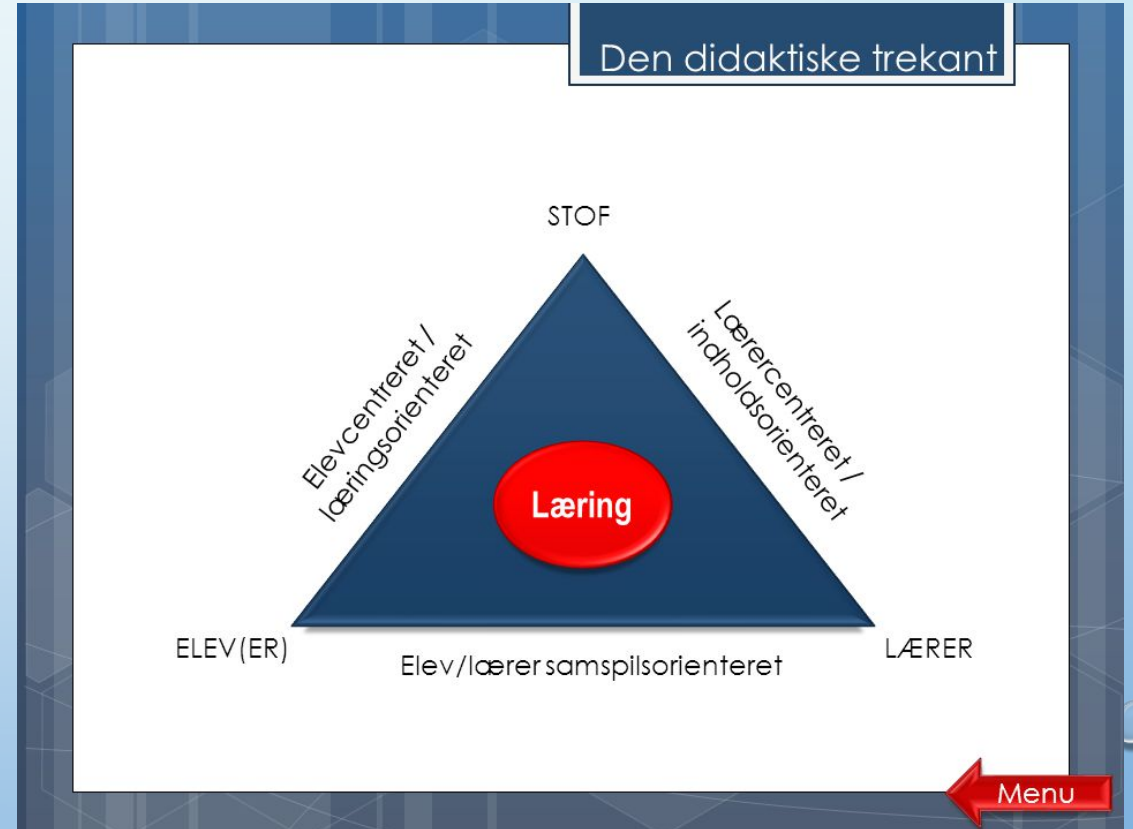 Den didaktiske trekant
STOF
Elevcentreret /
læringsorienteret
Lærercentreret /
indholdsorienteret
Læring
ELEV(ER)
LÆRER
Elev/lærer samspilsorienteret
Menu